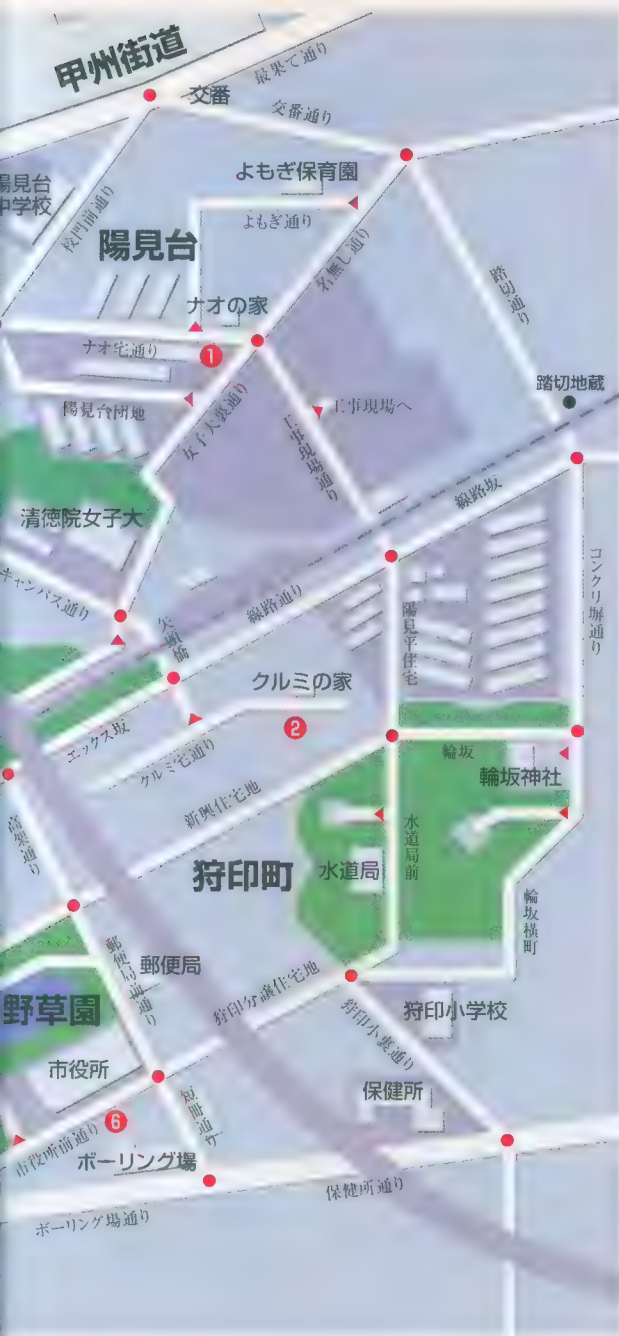 甲州街道
最果て通り
交番
交番通り
陽見台
中学校
よもぎ保育園
よもぎ通り
校門前通り
陽見台
名無し通り
踏切通り
ナオの家
ナオ宅通り
1
踏切地蔵
陽見台団地
女子大裏通り
工事現場へ
工事現場通り
線路坂
清徳院女子大
キャンパス通り
線路通り
陽見平住宅
コンクリ塀通り
クルミの家
2
エックス坂
クルミ宅通り
輪坂
輪坂神社
新興住宅地
高架通り
水道局前
狩印町
水道局
輪坂横町
郵便局
郵便局前通り
狩印分譲住宅地
野草園
狩印小学校
狩印小裏通り
市役所
保健所
短冊通り
6
市役所前通り
ボーリング場
保健所通り
ボーリング場通り